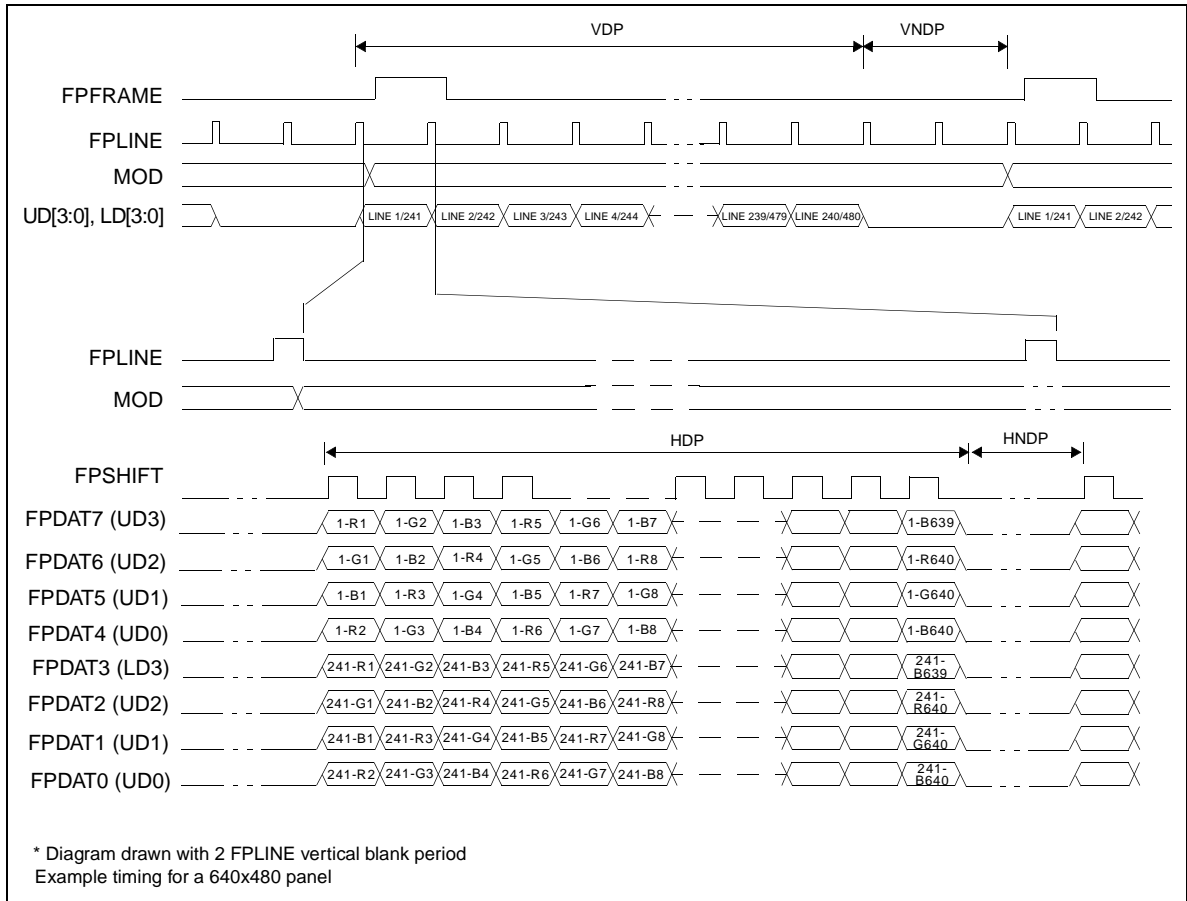 VDP VNDP
FPFRAME
FPLINE
MOD
UD[3:0], LD[3:0] LINE 1/241 LINE 2/242 LINE 3/243 LINE 4/244 LINE 239/479 LINE 240/480 LINE 1/241 LINE 2/242
FPLINE
MOD
HDP HNDP
FPSHIFT
FPDAT7 (UD3) 1-R1 1-G2 1-B3 1-R5 1-G6 1-B7 1-B639
FPDAT6 (UD2) 1-G1 1-B2 1-R4 1-G5 1-B6 1-R8 1-R640
FPDAT5 (UD1) 1-B1 1-R3 1-G4 1-B5 1-R7 1-G8 1-G640
FPDAT4 (UD0) 1-R2 1-G3 1-B4 1-R6 1-G7 1-B8 1-B640
FPDAT3 (LD3) 241-R1 241-G2 241-B3 241-R5 241-G6 241-B7 241-B639
FPDAT2 (UD2) 241-G1 241-B2 241-R4 241-G5 241-B6 241-R8 241-R640
FPDAT1 (UD1) 241-B1 241-R3 241-G4 241-B5 241-R7 241-G8 241-G640
FPDAT0 (UD0) 241-R2 241-G3 241-B4 241-R6 241-G7 241-B8 241-B640
* Diagram drawn with 2 FPLINE vertical blank period
Example timing for a 640x480 panel